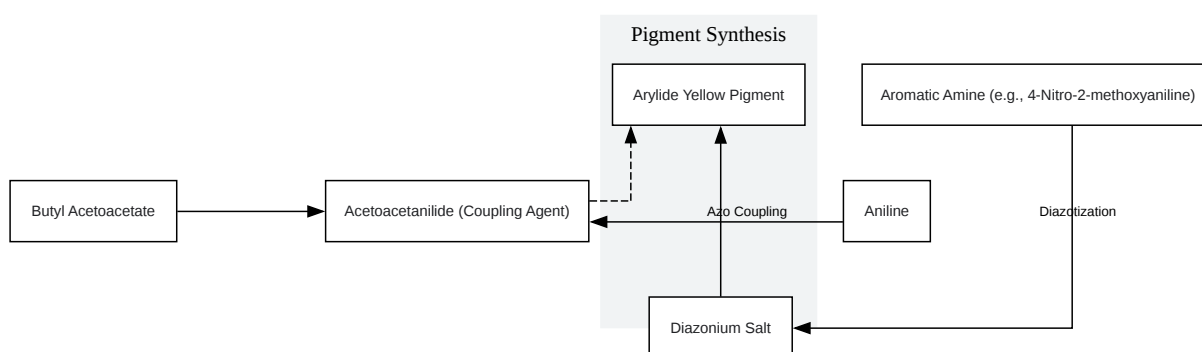 Pigment Synthesis
Arylide Yellow Pigment
Aromatic Amine (e.g., 4-Nitro-2-methoxyaniline)
Butyl Acetoacetate
Acetoacetanilide (Coupling Agent)
Azo Coupling
Aniline
Diazotization
Diazonium Salt